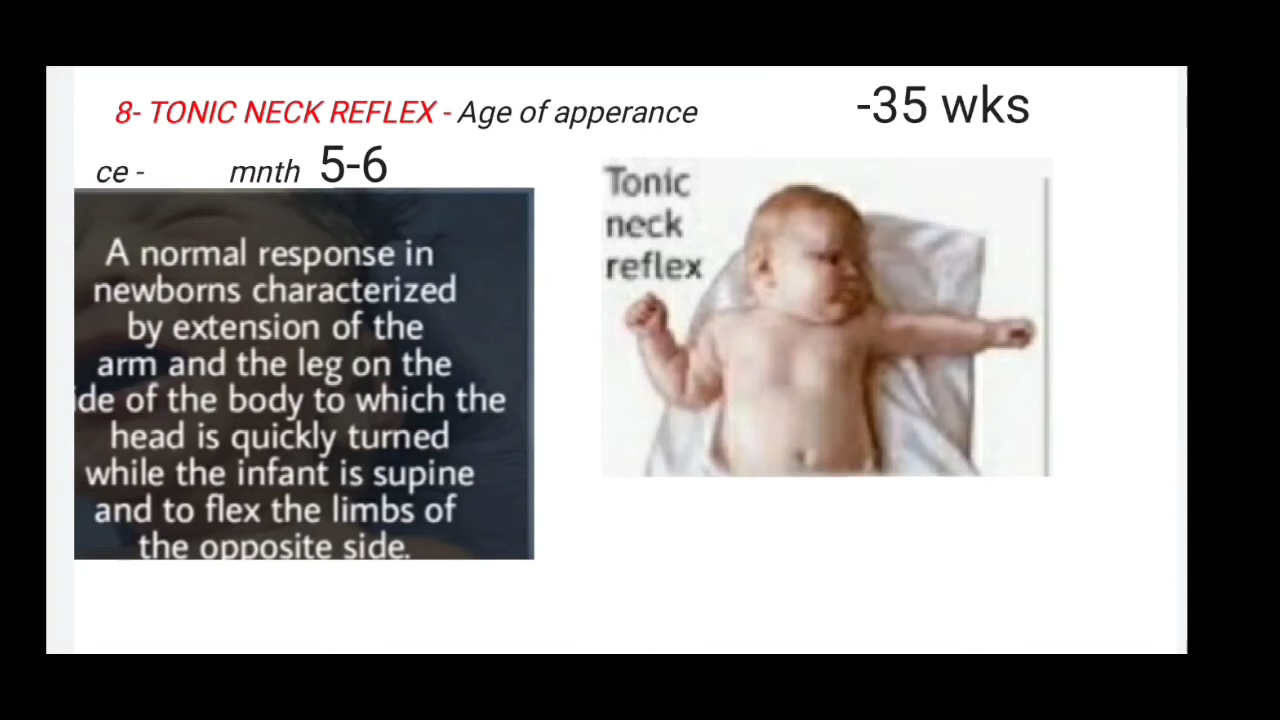 8- TONIC NECK REFLEX - Age of apperance -35 wks
ce - mnth 5-6
A normal response in
newborns characterized
by extension of the
arm and the leg on the
ide of the body to which the
head is quickly turned
while the infant is supine
and to flex the limbs of
the opposite side.
Tonic
neck
reflex